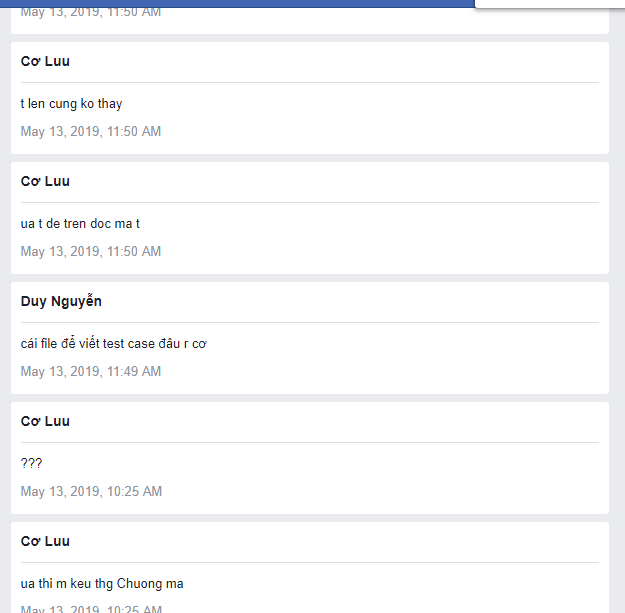 May 13, 2019, 11:50 AM
Cơ Luu
t len cung ko thay
May 13, 2019, 11:50 AM
Cơ Luu
ua t de tren doc ma t
May 13, 2019, 11:50 AM
Duy Nguyễn
cái file để viết test case đâu r cơ
May 13, 2019, 11:49 AM
Cơ Luu
???
May 13, 2019, 10:25 AM
Cơ Luu
ua thi m keu thg Chuong ma
May 13, 2019, 10:25 AM